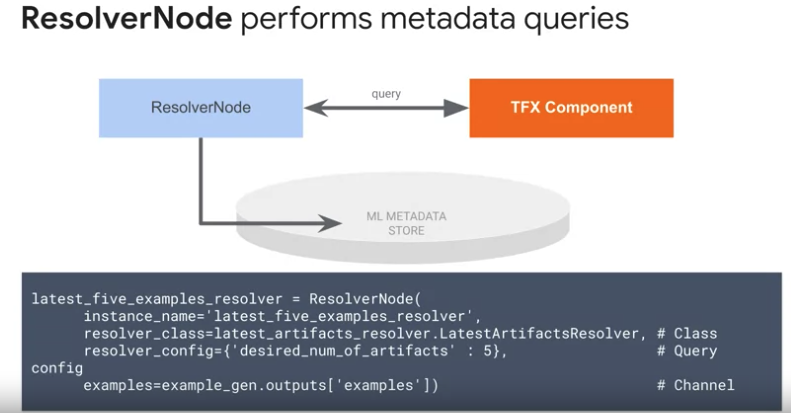 ResolverNode performs metadata queries
ResolverNode
query
TFX Component
ML METADATA
STORE
latest_five_examples_resolver = ResolverNode(
instance_name='latest_five_examples_resolver',
resolver_class=latest_artifacts_resolver.LatestArtifactsResolver, # Class
resolver_config={'desired_num_of_artifacts' : 5}, # Query
config
examples=example_gen.outputs['examples']) # Channel